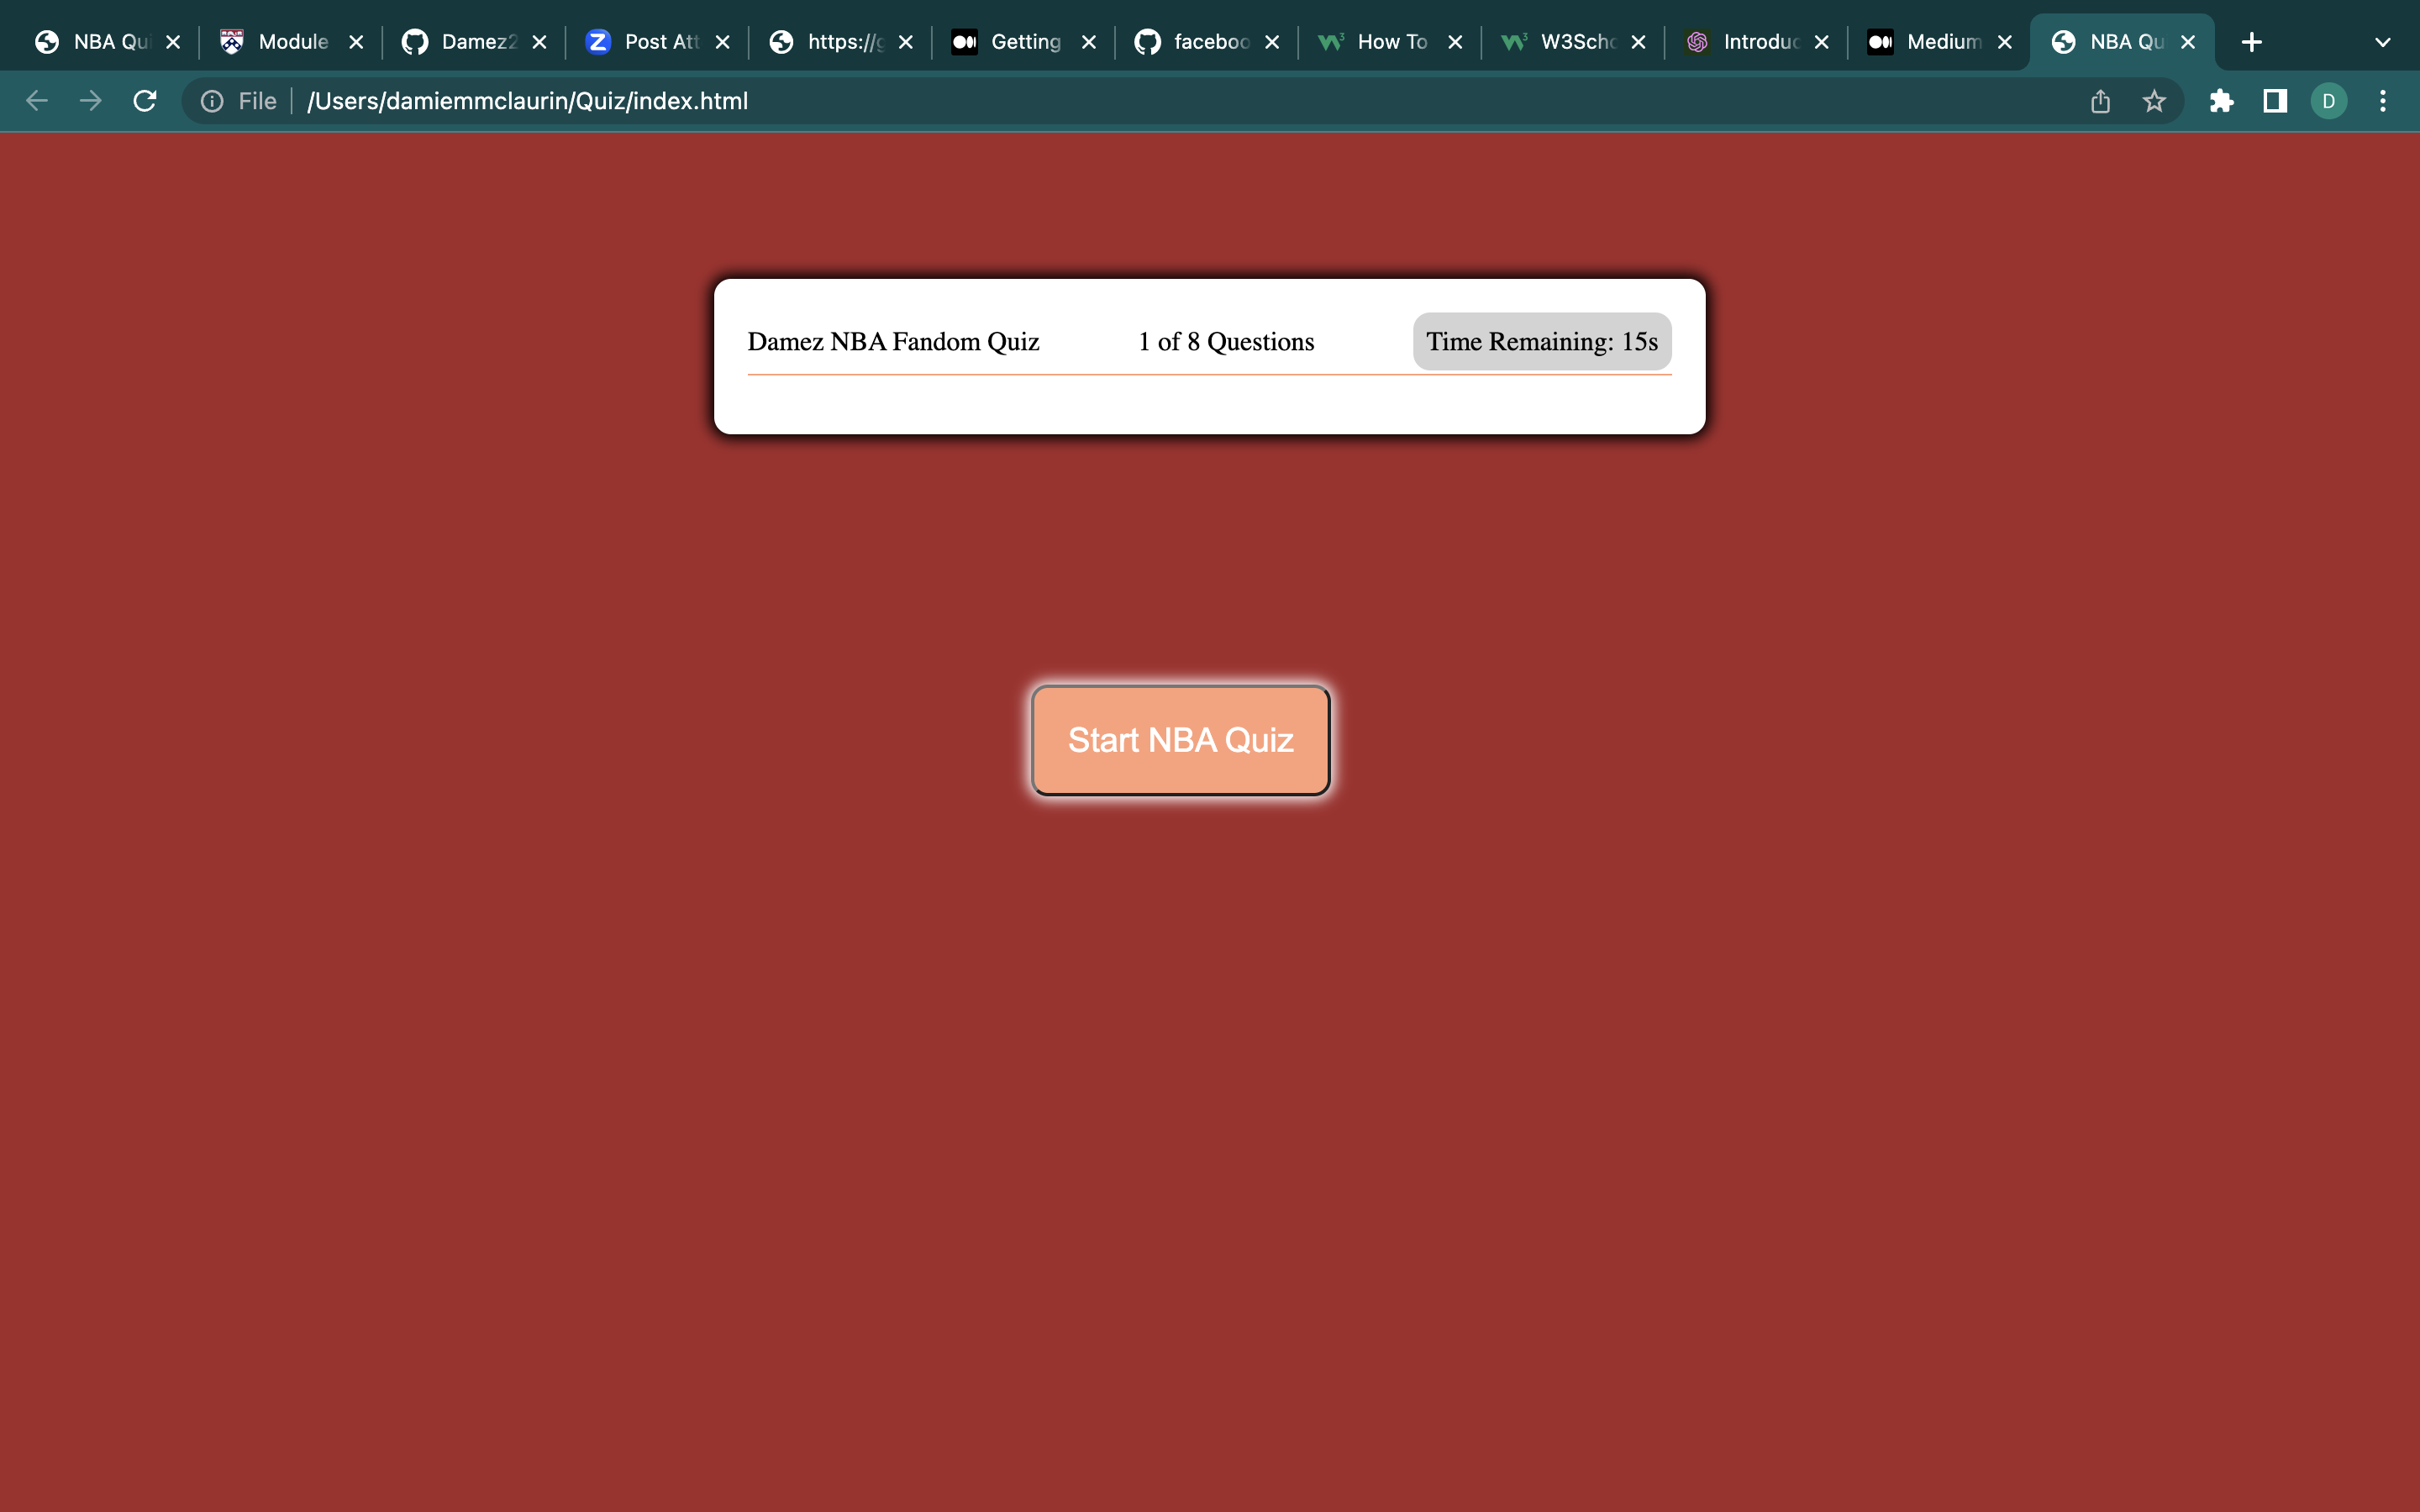 NBA Qui
Module
Damez2
Post Att
https://g
Getting
faceboo
How To
W3Scho
Introduc
Medium
NBA Qu
File
/Users/damiemmclaurin/Quiz/index.html
D
Damez NBA Fandom Quiz
1 of 8 Questions
Time Remaining: 15s
Start NBA Quiz